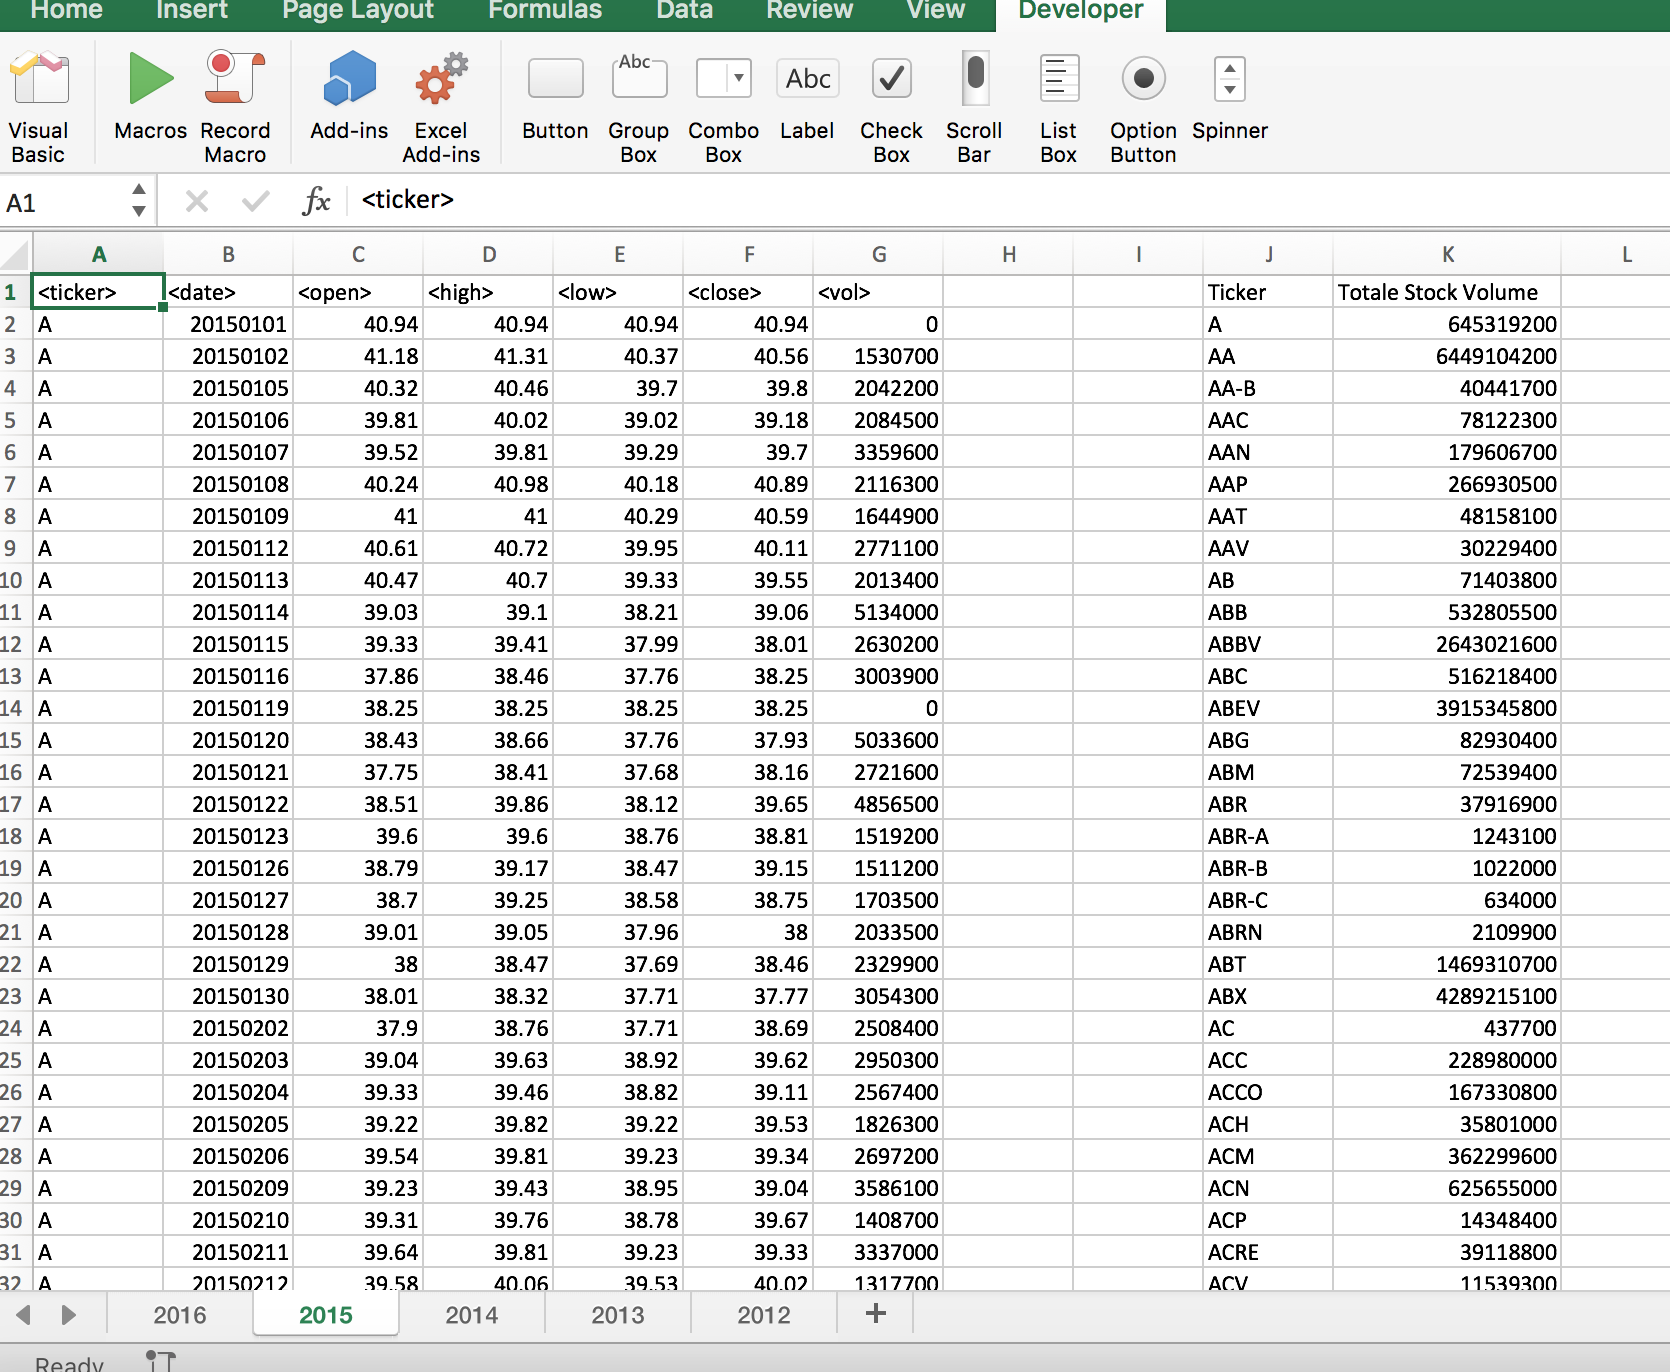 Home Insert Page Layout Formulas Data Review View Developer
Abc Abc
Visual Basic Macros Record Macro Add-ins Excel Add-ins Button Group Box Combo Box Label Check Box Scroll Bar List Box Option Button Spinner
A1 fx <ticker>
A B C D E F G H I J K L
1 <ticker> <date> <open> <high> <low> <close> <vol> Ticker Totale Stock Volume
2 A 20150101 40.94 40.94 40.94 40.94 0 A 645319200
3 A 20150102 41.18 41.31 40.37 40.56 1530700 AA 6449104200
4 A 20150105 40.32 40.46 39.7 39.8 2042200 AA-B 40441700
5 A 20150106 39.81 40.02 39.02 39.18 2084500 AAC 78122300
6 A 20150107 39.52 39.81 39.29 39.7 3359600 AAN 179606700
7 A 20150108 40.24 40.98 40.18 40.89 2116300 AAP 266930500
8 A 20150109 41 41 40.29 40.59 1644900 AAT 48158100
9 A 20150112 40.61 40.72 39.95 40.11 2771100 AAV 30229400
10 A 20150113 40.47 40.7 39.33 39.55 2013400 AB 71403800
11 A 20150114 39.03 39.1 38.21 39.06 5134000 ABB 532805500
12 A 20150115 39.33 39.41 37.99 38.01 2630200 ABBV 2643021600
13 A 20150116 37.86 38.46 37.76 38.25 3003900 ABC 516218400
14 A 20150119 38.25 38.25 38.25 38.25 0 ABEV 3915345800
15 A 20150120 38.43 38.66 37.76 37.93 5033600 ABG 82930400
16 A 20150121 37.75 38.41 37.68 38.16 2721600 ABM 72539400
17 A 20150122 38.51 39.86 38.12 39.65 4856500 ABR 37916900
18 A 20150123 39.6 39.6 38.76 38.81 1519200 ABR-A 1243100
19 A 20150126 38.79 39.17 38.47 39.15 1511200 ABR-B 1022000
20 A 20150127 38.7 39.25 38.58 38.75 1703500 ABR-C 634000
21 A 20150128 39.01 39.05 37.96 38 2033500 ABRN 2109900
22 A 20150129 38 38.47 37.69 38.46 2329900 ABT 1469310700
23 A 20150130 38.01 38.32 37.71 37.77 3054300 ABX 4289215100
24 A 20150202 37.9 38.76 37.71 38.69 2508400 AC 437700
25 A 20150203 39.04 39.63 38.92 39.62 2950300 ACC 228980000
26 A 20150204 39.33 39.46 38.82 39.11 2567400 ACCO 167330800
27 A 20150205 39.22 39.82 39.22 39.53 1826300 ACH 35801000
28 A 20150206 39.54 39.81 39.23 39.34 2697200 ACM 362299600
29 A 20150209 39.23 39.43 38.95 39.04 3586100 ACN 625655000
30 A 20150210 39.31 39.76 38.78 39.67 1408700 ACP 14348400
31 A 20150211 39.64 39.81 39.23 39.33 3337000 ACRE 39118800
32 A 20150212 39.58 40.06 39.53 40.02 1317700 ACV 11539300
2016 2015 2014 2013 2012 +
Ready